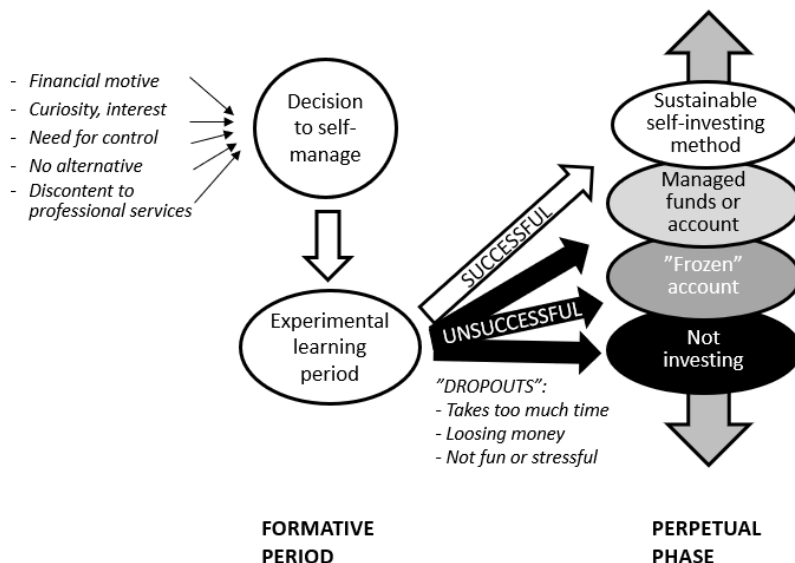 - Financial motive
- Curiosity, interest
- Need for control
- No alternative
- Discontent to
professional services
Decision
to self-
manage
Experimental
learning
period
SUCCESSFUL
UNSUCCESSFUL
”DROPOUTS”:
- Takes too much time
- Loosing money
- Not fun or stressful
Sustainable
self-investing
method
Managed
funds or
account
”Frozen”
account
Not
investing
FORMATIVE
PERIOD
PERPETUAL
PHASE